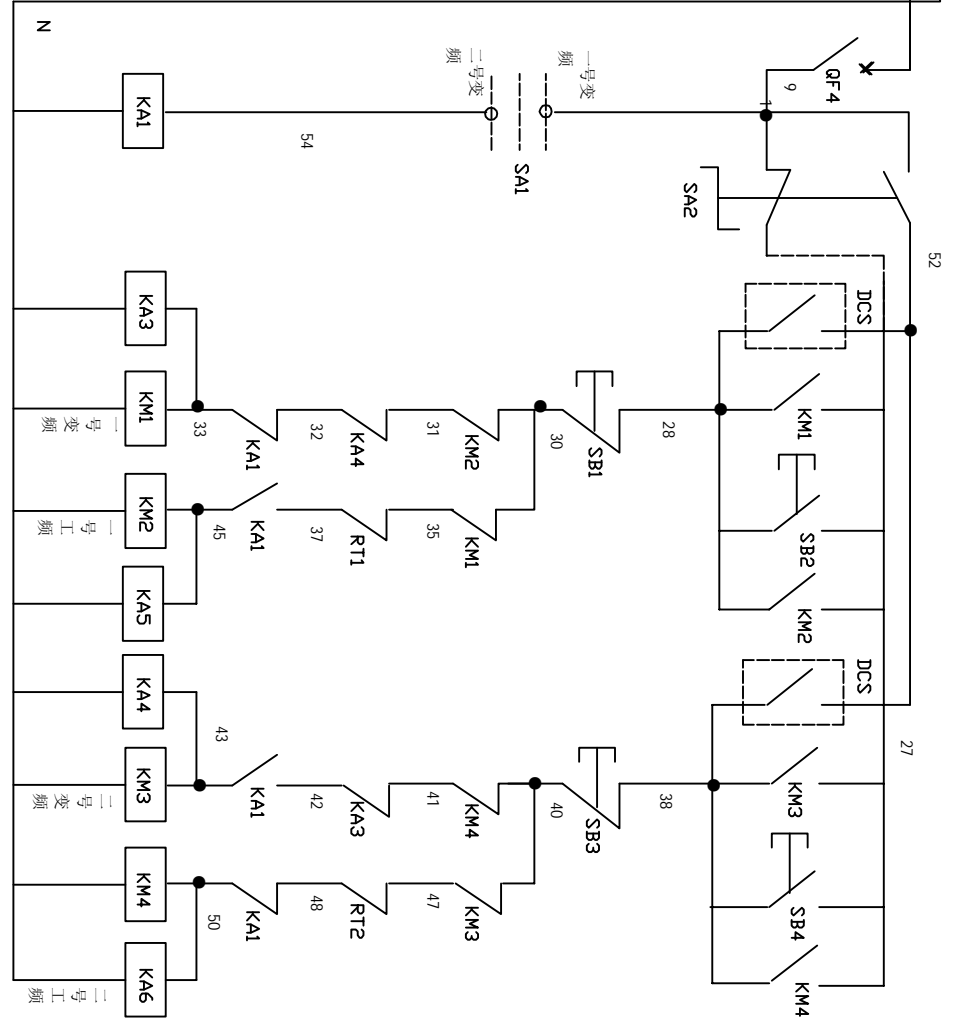 52
27
DCS
DCS
QF4
9
KM1
SB2
KM2
KM3
SB4
KM4
1
SA2
28
38
SB1
SB3
一号变
频
30
40
SA1
二号变
频
KM2
KM1
KM4
KM3
31
35
41
47
KA4
RT1
KA3
RT2
32
37
42
48
54
KA1
KA1
KA1
KA1
33
45
43
50
KA1
KA3
KM1
KM2
KA5
KA4
KM3
KM4
KA6
一号变频
一号工频
二号变频
二号工频
N